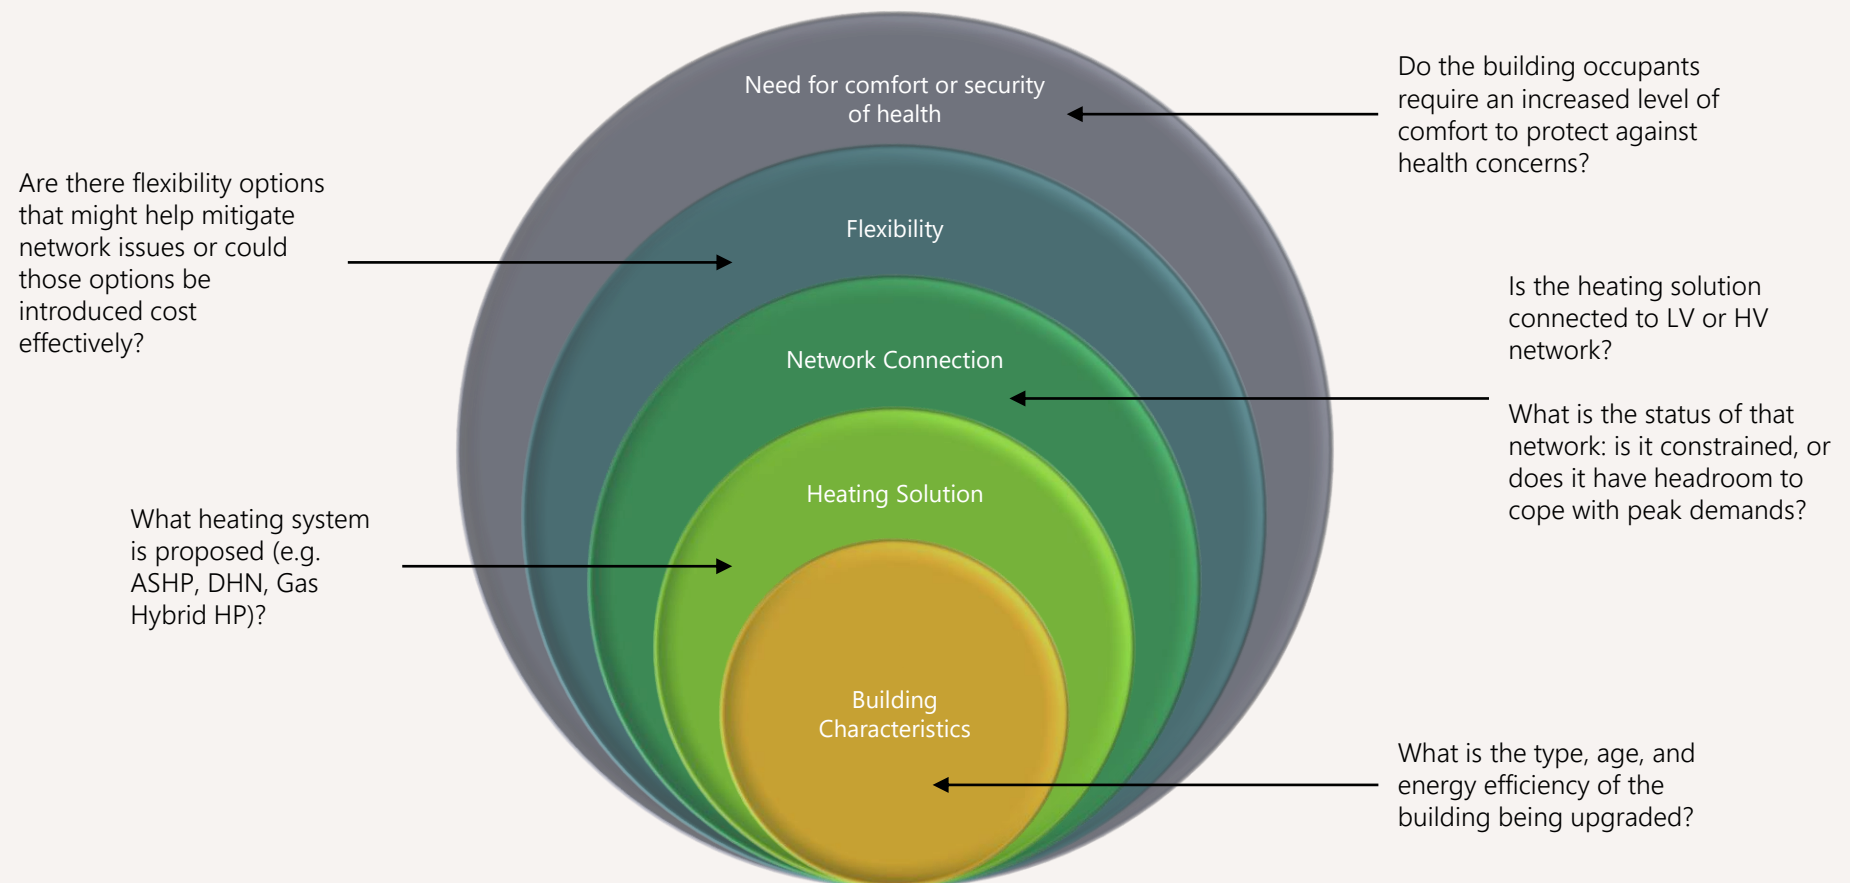 Need for comfort or security
of health
Do the building occupants
require an increased level of
comfort to protect against
health concerns?
Are there flexibility options
that might help mitigate
network issues or could
those options be
introduced cost
effectively?
Flexibility
Is the heating solution
connected to LV or HV
network?
What is the status of that
network: is it constrained, or
does it have headroom to
cope with peak demands?
Network Connection
What heating system
is proposed (e.g.
ASHP, DHN, Gas
Hybrid HP)?
Heating Solution
Building
Characteristics
What is the type, age, and
energy efficiency of the
building being upgraded?